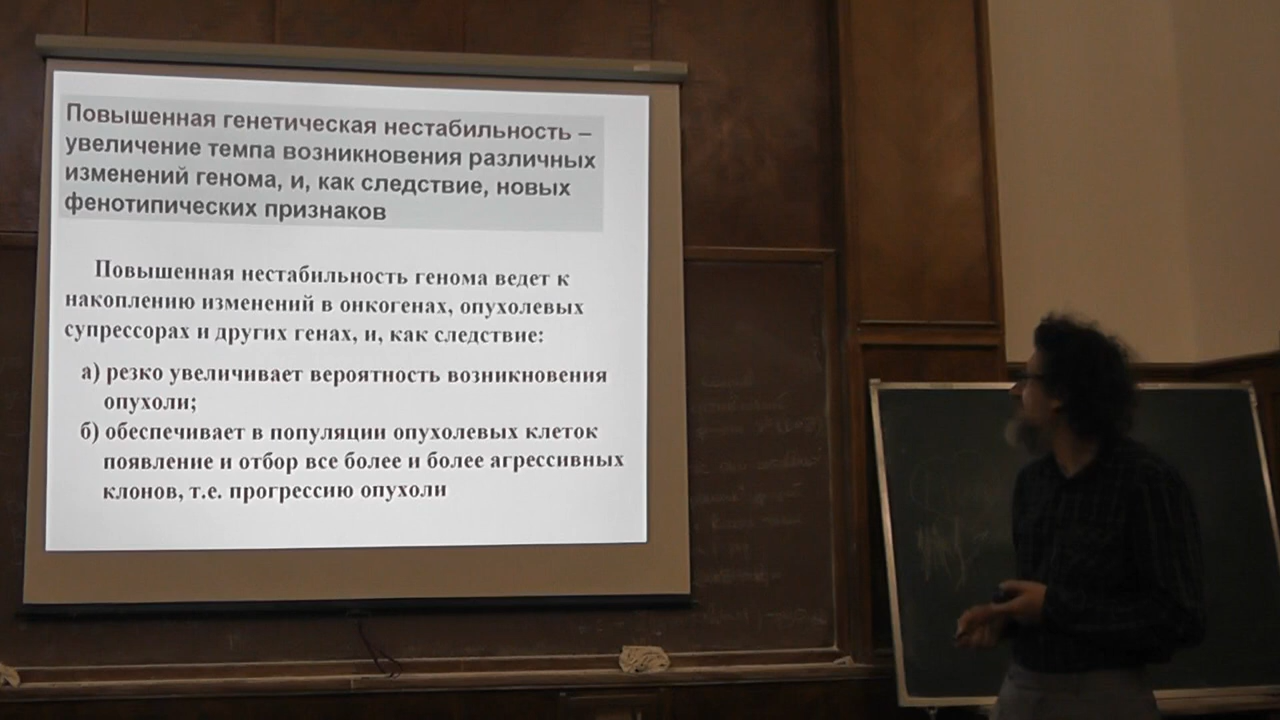 Повышенная генетическая нестабильность –
увеличение темпа возникновения различных
изменений генома, и, как следствие, новых
фенотипических признаков
Повышенная нестабильность генома ведет к
накоплению изменений в онкогенах, опухолевых
супрессорах и других генах, и, как следствие:
а) резко увеличивает вероятность возникновения
опухоли;
б) обеспечивает в популяции опухолевых клеток
появление и отбор все более и более агрессивных
клонов, т.е. прогрессию опухоли